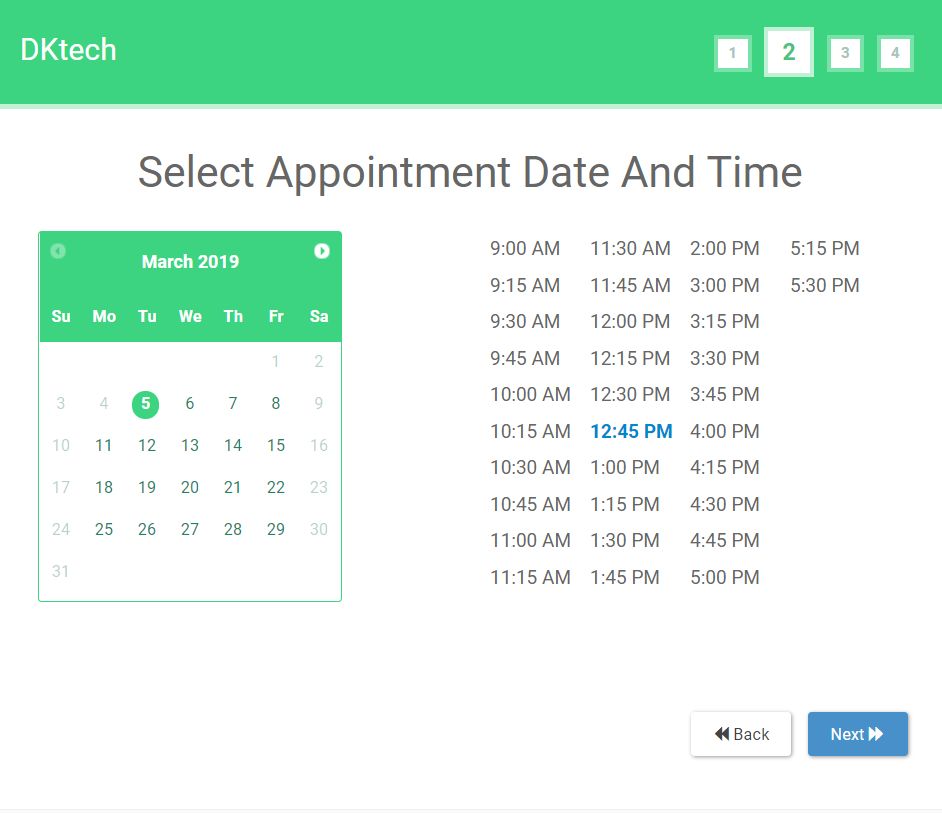 DKtech
1 2 3 4
Select Appointment Date And Time
March 2019
Su Mo Tu We Th Fr Sa
1 2
3 4 5 6 7 8 9
10 11 12 13 14 15 16
17 18 19 20 21 22 23
24 25 26 27 28 29 30
31
9:00 AM 11:30 AM 2:00 PM 5:15 PM
9:15 AM 11:45 AM 3:00 PM 5:30 PM
9:30 AM 12:00 PM 3:15 PM
9:45 AM 12:15 PM 3:30 PM
10:00 AM 12:30 PM 3:45 PM
10:15 AM 12:45 PM 4:00 PM
10:30 AM 1:00 PM 4:15 PM
10:45 AM 1:15 PM 4:30 PM
11:00 AM 1:30 PM 4:45 PM
11:15 AM 1:45 PM 5:00 PM
Back Next